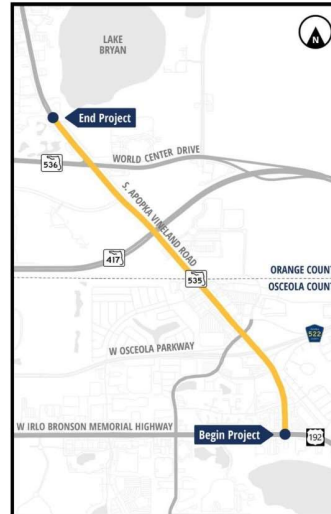 LAKE
BRYAN
N
End Project
WORLD CENTER DRIVE
536
S. APOPKA VINELAND ROAD
417
535
ORANGE COUNT
OSCEOLA COUNT
522
W OSCEOLA PARKWAY
W IRLO BRONSON MEMORIAL HIGHWAY
Begin Project
192